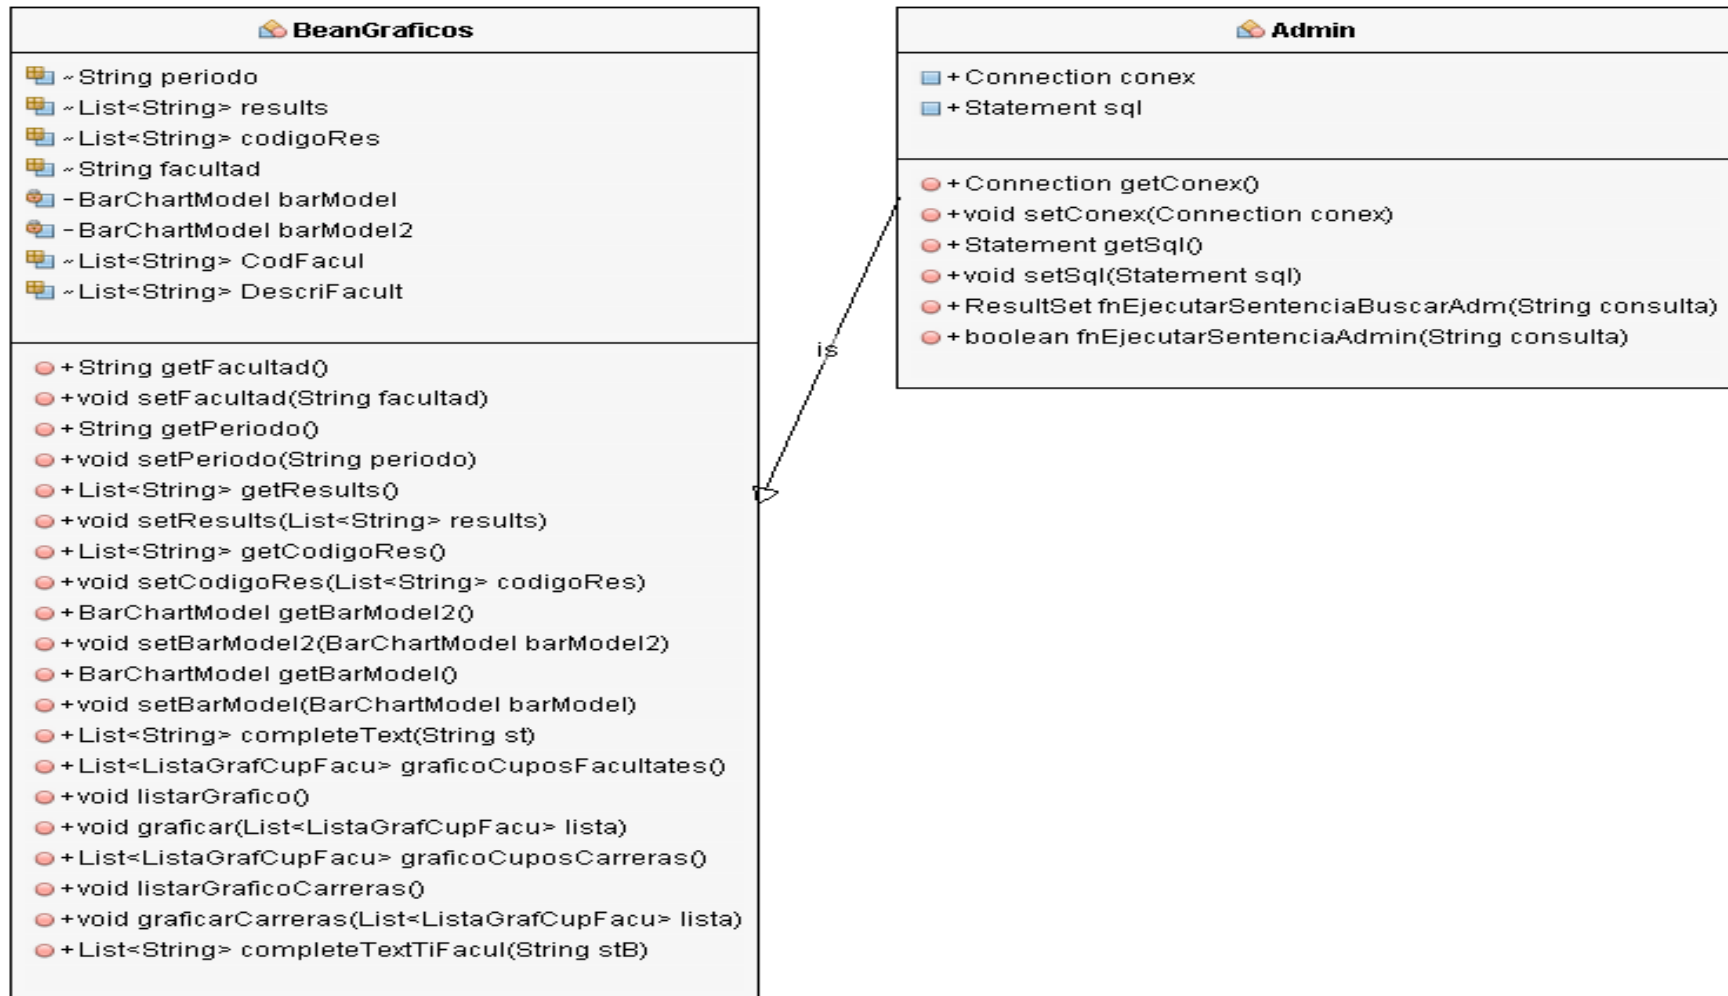 BeanGraficos
~String periodo
~List<String> results
~List<String> codigoRes
~String facultad
-BarChartModel barModel
-BarChartModel barModel2
~List<String> CodFacul
~List<String> DescriFacult
+String getFacultad()
+void setFacultad(String facultad)
+String getPeriodo()
+void setPeriodo(String periodo)
+List<String> getResults()
+void setResults(List<String> results)
+List<String> getCodigoRes()
+void setCodigoRes(List<String> codigoRes)
+BarChartModel getBarModel2()
+void setBarModel2(BarChartModel barModel2)
+BarChartModel getBarModel()
+void setBarModel(BarChartModel barModel)
+List<String> completeText(String st)
+List<ListaGrafCupFacu> graficoCuposFacultates()
+void listarGrafico()
+void graficar(List<ListaGrafCupFacu> lista)
+List<ListaGrafCupFacu> graficoCuposCarreras()
+void listarGraficoCarreras()
+void graficarCarreras(List<ListaGrafCupFacu> lista)
+List<String> completeTextTiFacul(String stB)
is
Admin
+Connection conex
+Statement sql
+Connection getConex()
+void setConex(Connection conex)
+Statement getSql()
+void setSql(Statement sql)
+ResultSet fnEjecutarSentenciaBuscarAdm(String consulta)
+boolean fnEjecutarSentenciaAdmin(String consulta)